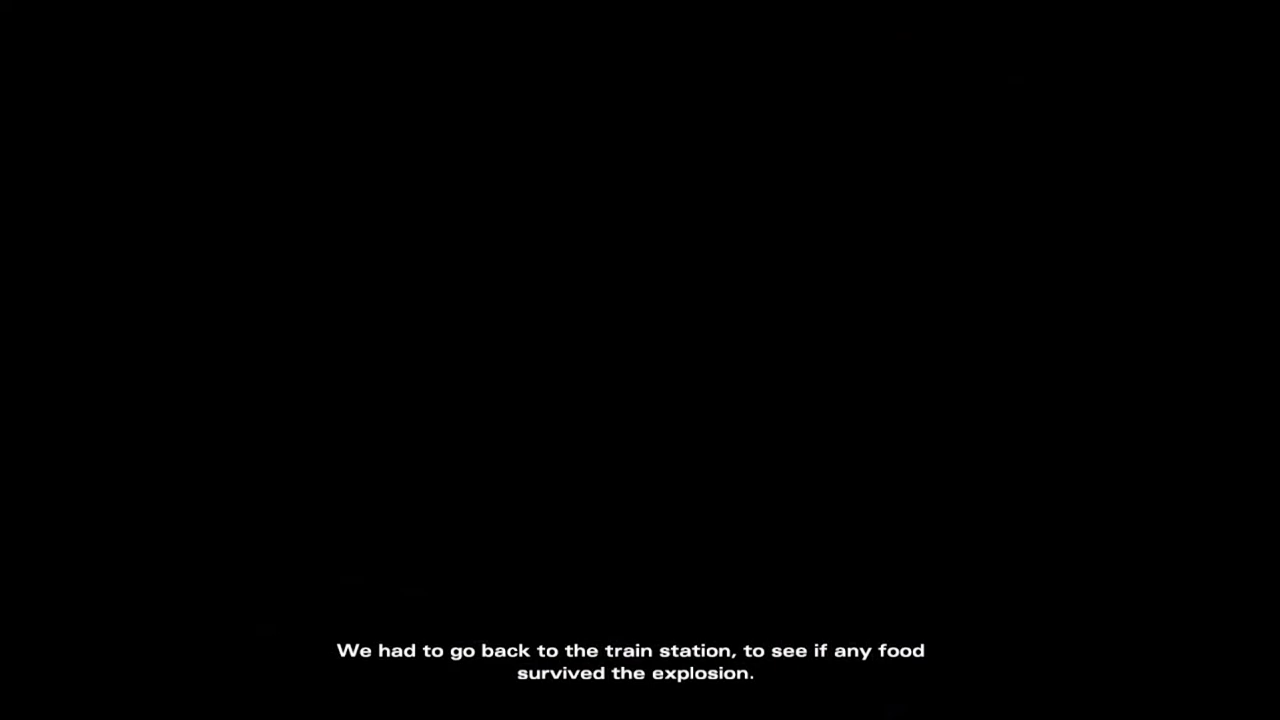 We had to go back to the train station, to see if any food
survived the explosion.